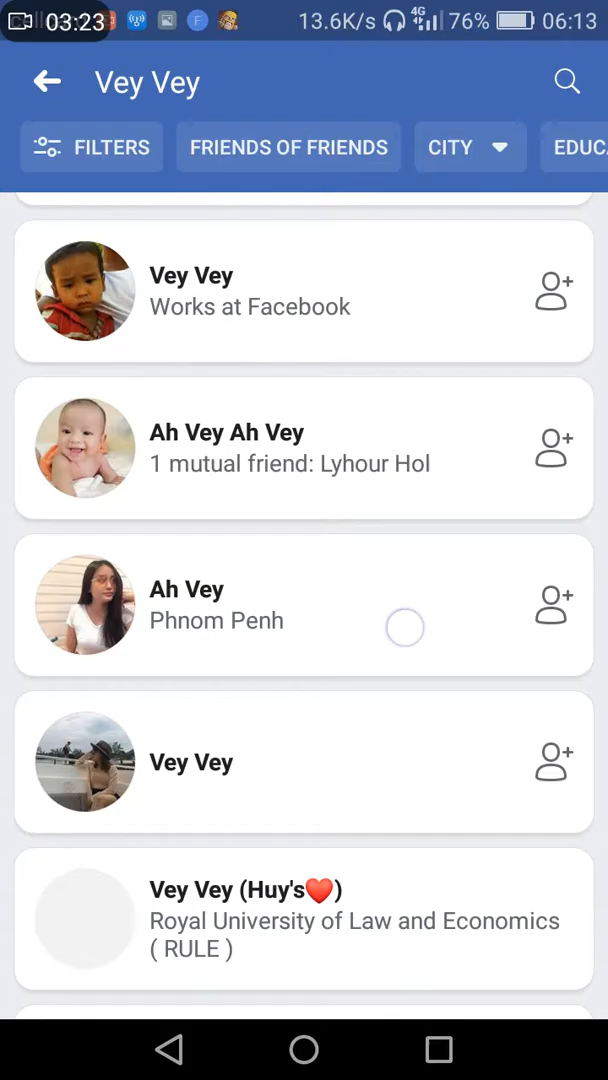 03:23
13.6K/s 4G 76% 06:13
Vey Vey
FILTERS FRIENDS OF FRIENDS CITY EDUC
Vey Vey
Works at Facebook
Ah Vey Ah Vey
1 mutual friend: Lyhour Hol
Ah Vey
Phnom Penh
Vey Vey
Vey Vey (Huy's❤️)
Royal University of Law and Economics
( RULE )